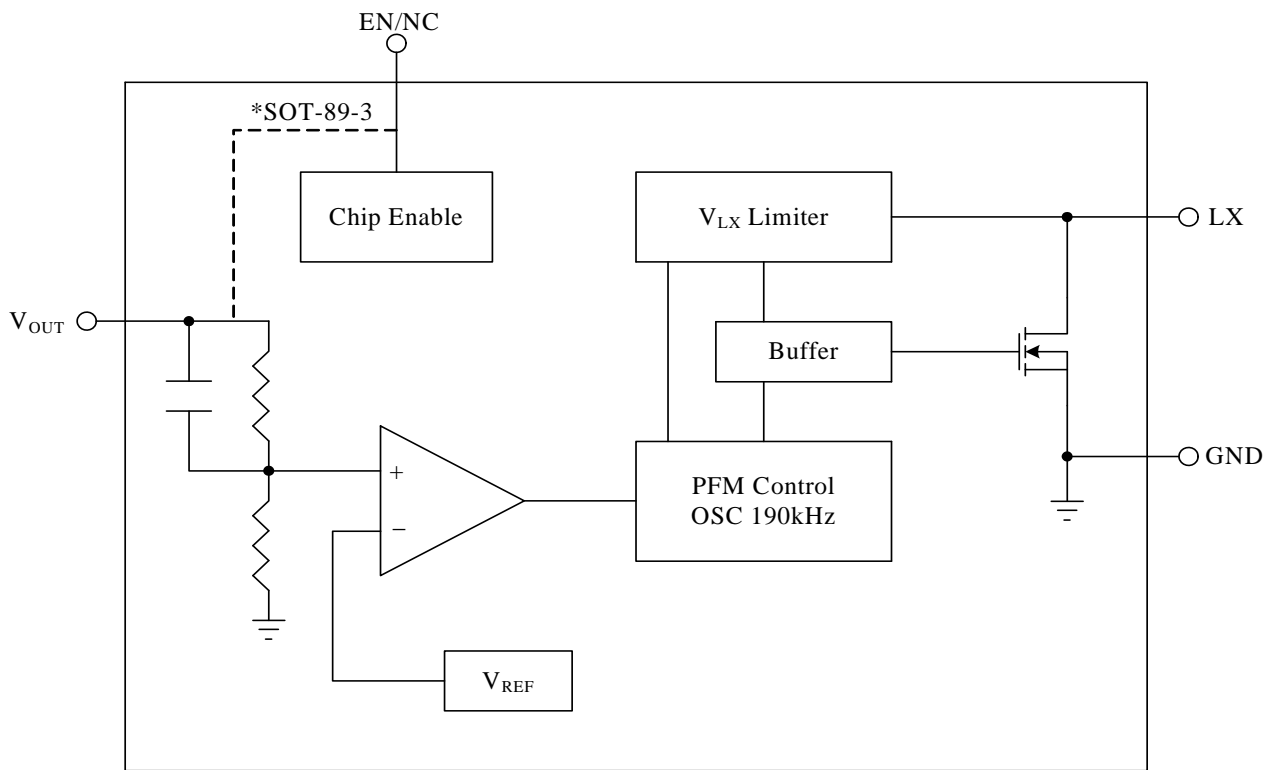 EN/NC
*SOT-89-3
Chip Enable
VLX Limiter
LX
VOUT
Buffer
+
−
PFM Control
OSC 190kHz
GND
VREF